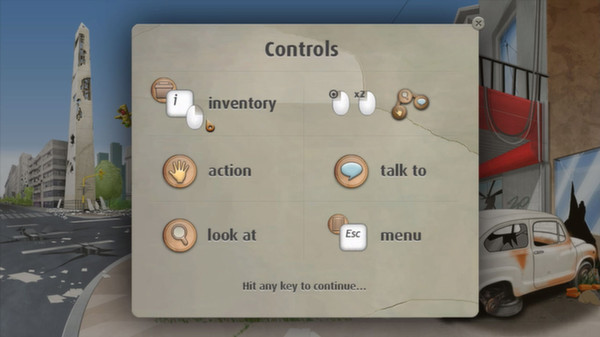 Controls
i
inventory
x2
action
talk to
look at
Esc
menu
Hit any key to continue...